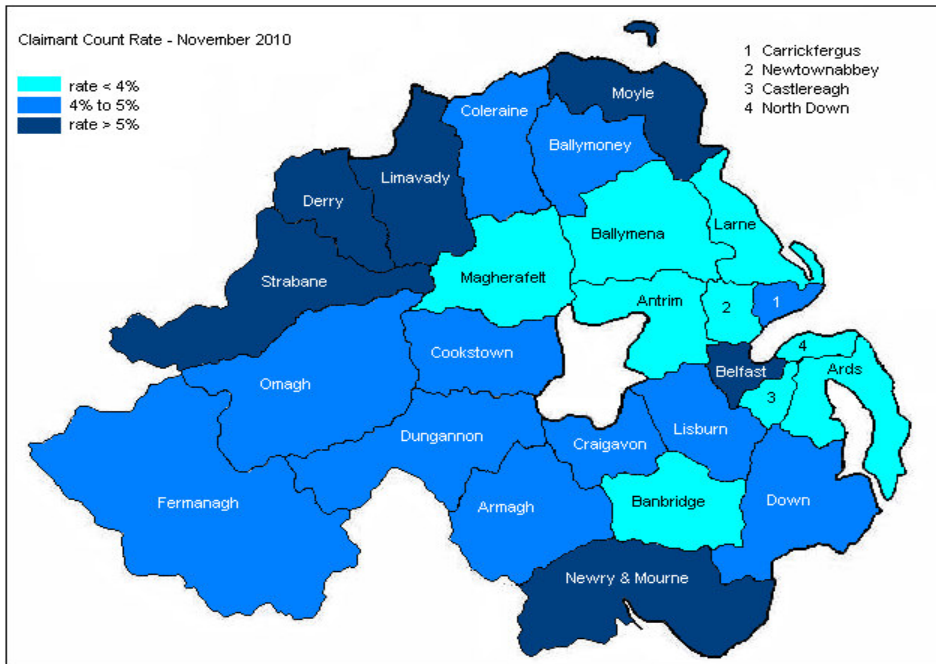 Claimant Count Rate - November 2010
rate < 4%
4% to 5%
rate > 5%
1 Carrickfergus
2 Newtownabbey
3 Castlereagh
4 North Down
Moyle
Coleraine
Ballymoney
Limavady
Derry
Larne
Ballymena
Strabane
Magherafelt
Antrim
2
1
4
Cookstown
Belfast
Ards
Omagh
3
Lisburn
Dungannon
Craigavon
Fermanagh
Armagh
Banbridge
Down
Newry & Mourne